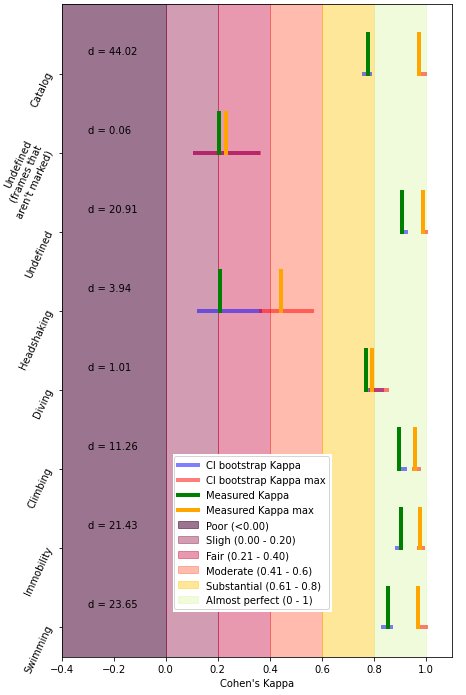 d = 44.02
Catalog
d = 0.06
Undefined
(frames that
aren't marked)
d = 20.91
Undefined
d = 3.94
Headshaking
d = 1.01
Diving
d = 11.26
Climbing
d = 21.43
Immobility
d = 23.65
Swimming
CI bootstrap Kappa
CI bootstrap Kappa max
Measured Kappa
Measured Kappa max
Poor (<0.00)
Sligh (0.00 - 0.20)
Fair (0.21 - 0.40)
Moderate (0.41 - 0.6)
Substantial (0.61 - 0.8)
Almost perfect (0 - 1)
−0.4 −0.2 0.0 0.2 0.4 0.6 0.8 1.0
Cohen's Kappa